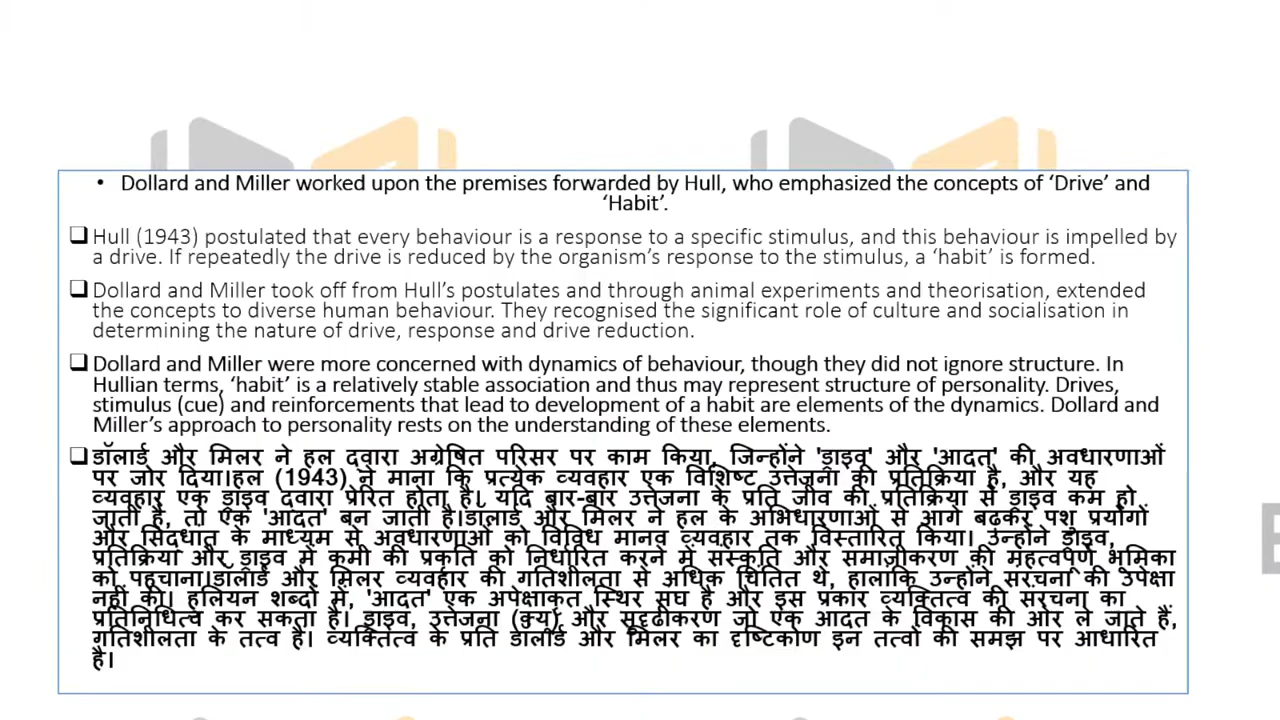 • Dollard and Miller worked upon the premises forwarded by Hull, who emphasized the concepts of ‘Drive’ and
‘Habit’.
❑ Hull (1943) postulated that every behaviour is a response to a specific stimulus, and this behaviour is impelled by
a drive. If repeatedly the drive is reduced by the organism’s response to the stimulus, a ‘habit’ is formed.
❑ Dollard and Miller took off from Hull’s postulates and through animal experiments and theorisation, extended
the concepts to diverse human behaviour. They recognised the significant role of culture and socialisation in
determining the nature of drive, response and drive reduction.
❑ Dollard and Miller were more concerned with dynamics of behaviour, though they did not ignore structure. In
Hullian terms, ‘habit’ is a relatively stable association and thus may represent structure of personality. Drives,
stimulus (cue) and reinforcements that lead to development of a habit are elements of the dynamics. Dollard and
Miller’s approach to personality rests on the understanding of these elements.
❑ डॉलार्ड और मिलर ने हल द्वारा अग्रेषित परिसर पर काम किया, जिन्होंने 'ड्राइव' और 'आदत' की अवधारणाओं
पर जोर दिया।हल (1943) ने माना कि प्रत्येक व्यवहार एक विशिष्ट उत्तेजना की प्रतिक्रिया है, और यह
व्यवहार एक ड्राइव द्वारा प्रेरित होता है। यदि बार-बार उत्तेजना के प्रति जीव की प्रतिक्रिया से ड्राइव कम हो
जाती है, तो एक 'आदत' बन जाती है।डॉलार्ड और मिलर ने हल के अभिधारणाओं से आगे बढ़कर पशु प्रयोगों
और सिद्धांत के माध्यम से अवधारणाओं को विविध मानव व्यवहार तक विस्तारित किया। उन्होंने ड्राइव,
प्रतिक्रिया और ड्राइव में कमी की प्रकृति को निर्धारित करने में संस्कृति और समाजीकरण की महत्वपूर्ण भूमिका
को पहचाना।डॉलार्ड और मिलर व्यवहार की गतिशीलता से अधिक चिंतित थे, हालांकि उन्होंने संरचना की उपेक्षा
नहीं की। हलियन शब्दों में, 'आदत' एक अपेक्षाकृत स्थिर संघ है और इस प्रकार व्यक्तित्व की संरचना का
प्रतिनिधित्व कर सकता है। ड्राइव, उत्तेजना (क्यू) और सुदृढीकरण जो एक आदत के विकास की ओर ले जाते हैं,
गतिशीलता के तत्व हैं। व्यक्तित्व के प्रति डॉलार्ड और मिलर का दृष्टिकोण इन तत्वों की समझ पर आधारित
है।